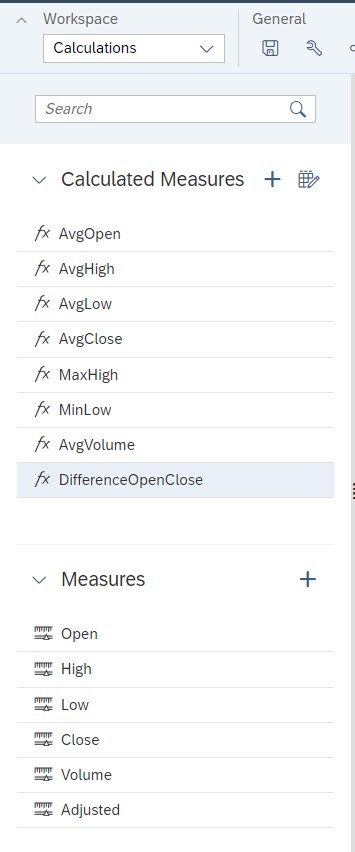 Workspace General
Calculations
Search
Calculated Measures
fx AvgOpen
fx AvgHigh
fx AvgLow
fx AvgClose
fx MaxHigh
fx MinLow
fx AvgVolume
fx DifferenceOpenClose
Measures
Open
High
Low
Close
Volume
Adjusted